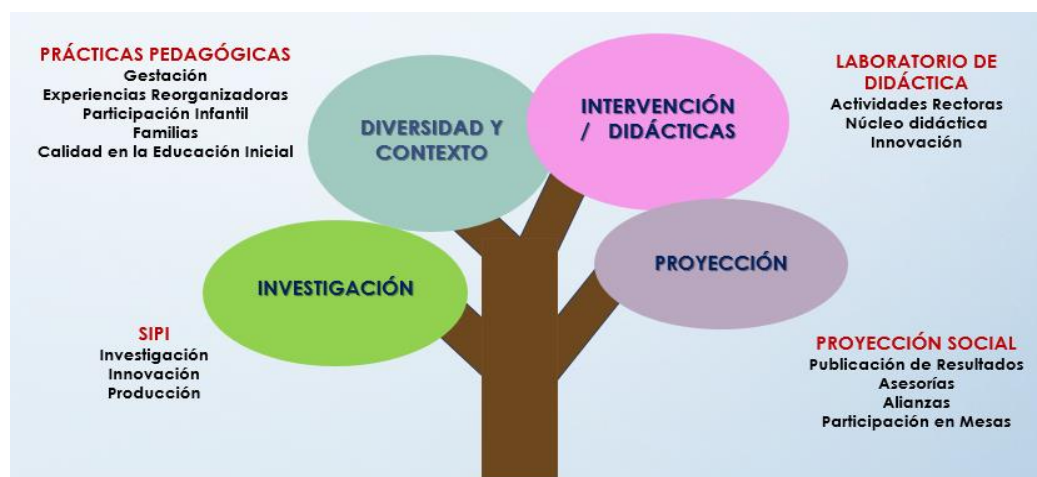 PRÁCTICAS PEDAGÓGICAS
Gestación
Experiencias Reorganizadoras
Participación Infantil
Familias
Calidad en la Educación Inicial
DIVERSIDAD Y
CONTEXTO
INTERVENCIÓN
/ DIDÁCTICAS
LABORATORIO DE
DIDÁCTICA
Actividades Rectoras
Núcleo didáctica
Innovación
INVESTIGACIÓN
PROYECCIÓN
SIPI
Investigación
Innovación
Producción
PROYECCIÓN SOCIAL
Publicación de Resultados
Asesorías
Alianzas
Participación en Mesas